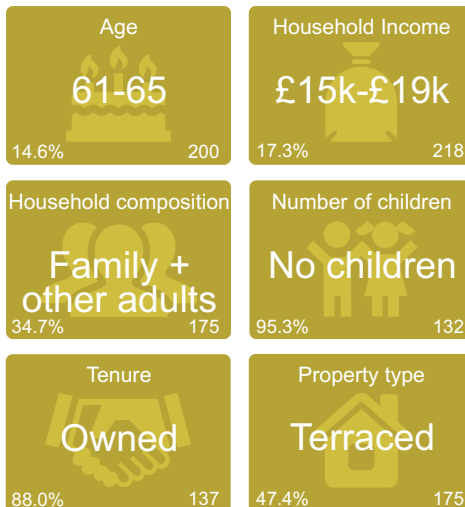 Age
61-65
14.6% 200
Household Income
£15k-£19k
17.3% 218
Household composition
Family +
other adults
34.7% 175
Number of children
No children
95.3% 132
Tenure
Owned
88.0% 137
Property type
Terraced
47.4% 175